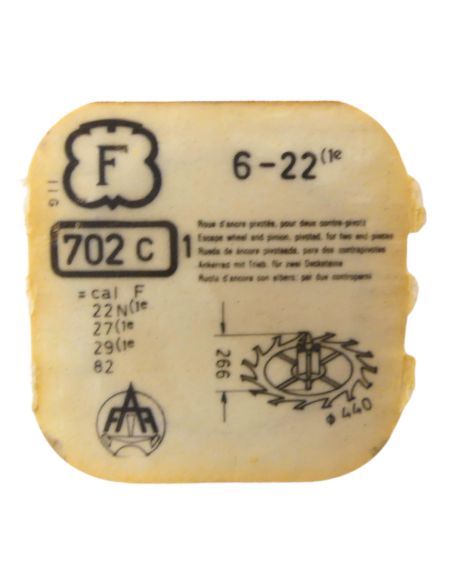 F
6-22(1e
11G
702 C
1
Roue d'ancre pivotée, pour deux contre-pivots
Escape wheel and pinion, pivoted, for two end pieces
Rueda de áncora pivoteada, para dos contrapivotes
Ankerrad mit Trieb, für zwei Decksteine
Ruota d'ancora con albero, per due controperni
= cal F
22N(1e
27(1e
29(1e
82
266
ø 440